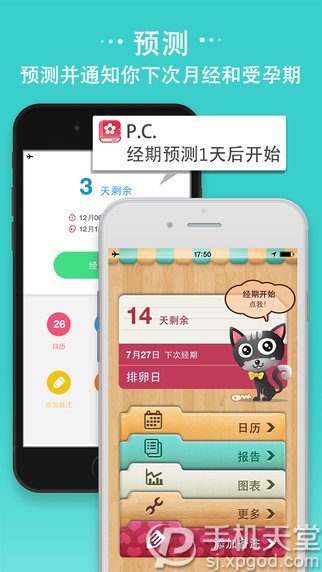 预测
预测并通知你下次月经和受孕期
P.C.
经期预测1天后开始
3 天剩余
12月0
12月1
经
26
日历
添加备注
17:50
经期开始
点我!
14 天剩余
7月27日 下次经期
排卵日
日历
报告
图表
更多
添加备注
手机天堂
sj.xpgod.com